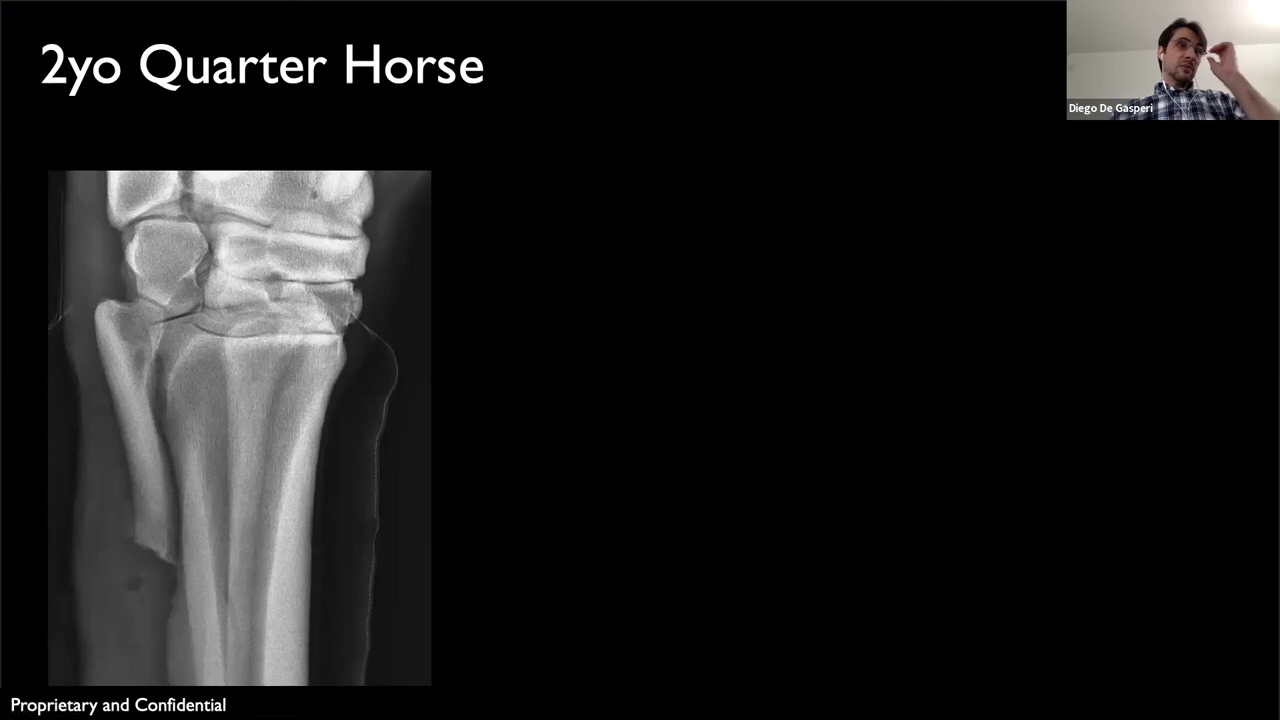 2yo Quarter Horse
Diego De Gasperi
Proprietary and Confidential